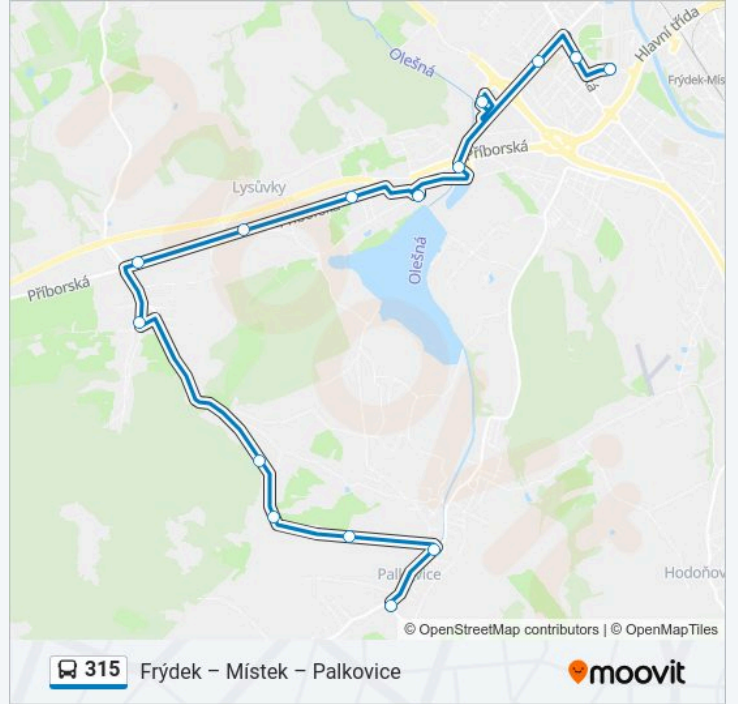 Hlavní třída
Olešná
Frýdek-Mís
Příborská
Lysůvky
Olešná
Příborská
Palkovice
Hodoňov
© OpenStreetMap contributors | © OpenMapTiles
315 Frýdek – Místek – Palkovice
moovit